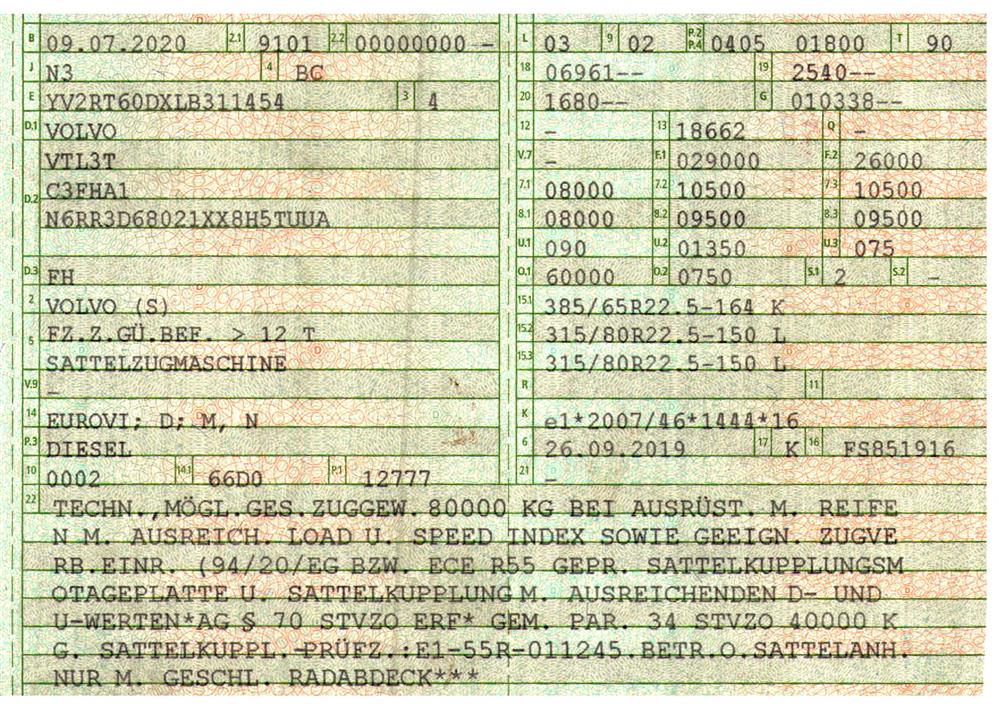 B 09.07.2020 2.1 9101 2.2 00000000 -
J N3 4 BC
E YV2RT60DXLB311454 3 4
D.1 VOLVO
VTL3T
D.2 C3FHA1
N6RR3D68021XX8H5TUUA
D.3 FH
2 VOLVO (S)
5 FZ.Z.GÜ.BEF. > 12 T
SATTELZUGMASCHINE
V.9 -
14 EUROVI; D; M, N
P.3 DIESEL
10 0002 14.1 66D0 P.1 12777
L 03 9 02 P.2 P.4 0405 01800 T 90
18 06961-- 19 2540--
20 1680-- G 010338--
12 - 13 18662 Q -
V.7 - F.1 029000 F.2 26000
7.1 08000 7.2 10500 7.3 10500
8.1 08000 8.2 09500 8.3 09500
U.1 090 U.2 01350 U.3 075
O.1 60000 O.2 0750 S.1 2 S.2 -
15.1 385/65R22.5-164 K
15.2 315/80R22.5-150 L
15.3 315/80R22.5-150 L
R 11
K e1*2007/46*1444*16
6 26.09.2019 17 K 16 FS851916
21 -
22 TECHN.,MÖGL.GES.ZUGGEW. 80000 KG BEI AUSRÜST. M. REIFE
N M. AUSREICH. LOAD U. SPEED INDEX SOWIE GEEIGN. ZUGVE
RB.EINR. (94/20/EG BZW. ECE R55 GEPR. SATTELKUPPLUNGSM
OTAGEPLATTE U. SATTELKUPPLUNG M. AUSREICHENDEN D- UND
U-WERTEN*AG § 70 STVZO ERF* GEM. PAR. 34 STVZO 40000 K
G. SATTELKUPPL.-PRÜFZ.:E1-55R-011245.BETR.O.SATTELANH.
NUR M. GESCHL. RADABDECK***